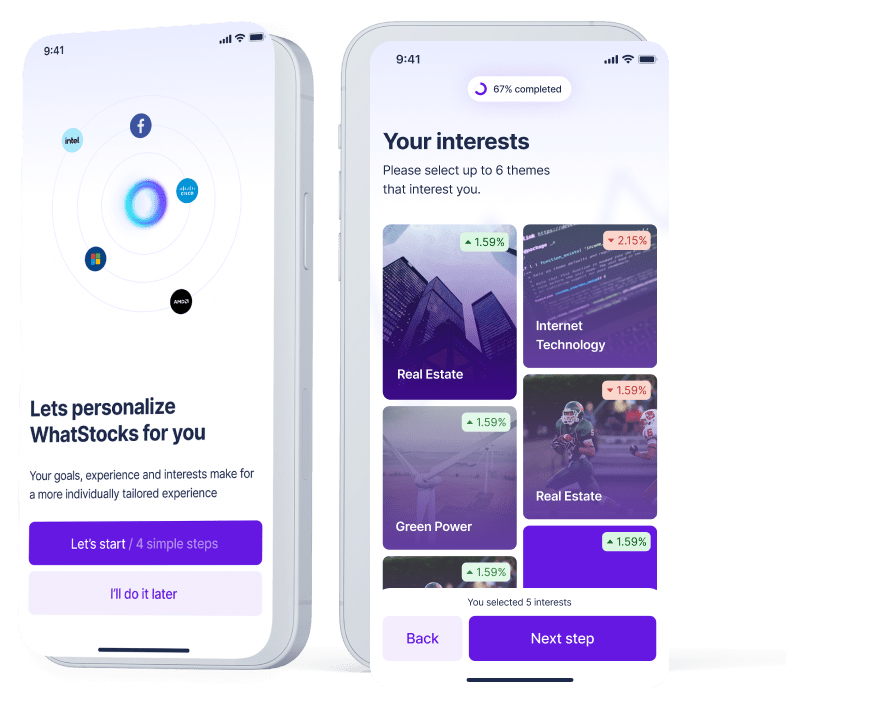 9:41
intel
CISCO
AMD
Lets personalize
WhatStocks for you
Your goals, experience and interests make for
a more individually tailored experience
Let's start / 4 simple steps
I'll do it later
9:41
67% completed
Your interests
Please select up to 6 themes
that interest you.
1.59%
Real Estate
2.15%
Internet
Technology
1.59%
Green Power
1.59%
Real Estate
1.59%
1.59%
You selected 5 interests
Back
Next step